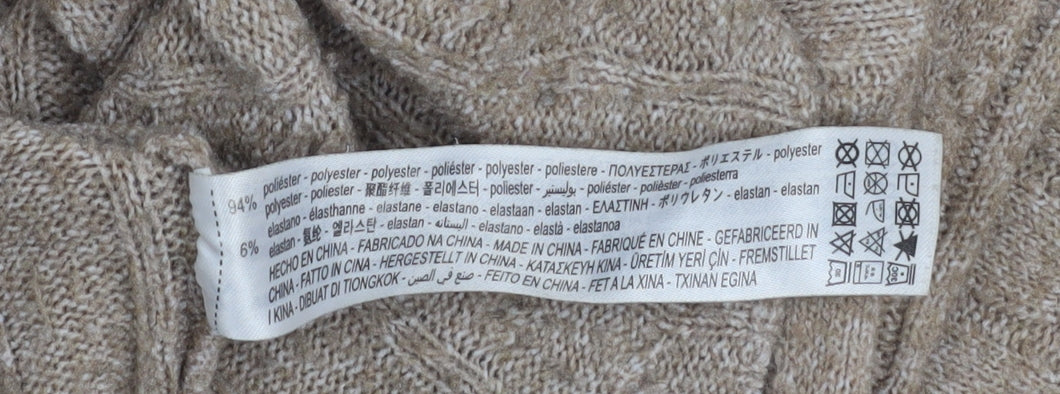 94% poliéster - polyester - polyester - poliéster - polyester - poliestere - ΠΟΛΥΕΣΤΕΡΑΣ - ポリエステル - polyester
polyester - poliester - 聚酯纤维 - 폴리에스터 - poliester - بوليستير - poliéster - polièster - poliesterra
6% elastano - élasthanne - elastane - elastano - elastaan - elastan - ΕΛΑΣΤΙΝΗ - ポリウレタン - elastan - elastan
elastan - 氨纶 - 엘라스탄 - elastan - البستانه - elastano - elastà - elastanoa
HECHO EN CHINA - FABRICADO NA CHINA - MADE IN CHINA - FABRIQUÉ EN CHINE - GEFABRICEERD IN
CHINA - FATTO IN CINA - HERGESTELLT IN CHINA - ΚΑΤΑΣΚΕΥΗ ΚΙΝΑ - ÜRETİM YERİ ÇİN - FREMSTILLET
I KINA - DIBUAT DI TIONGKOK - صنع في الصين - FEITO EN CHINA - FET A LA XINA - TXINAN EGINA